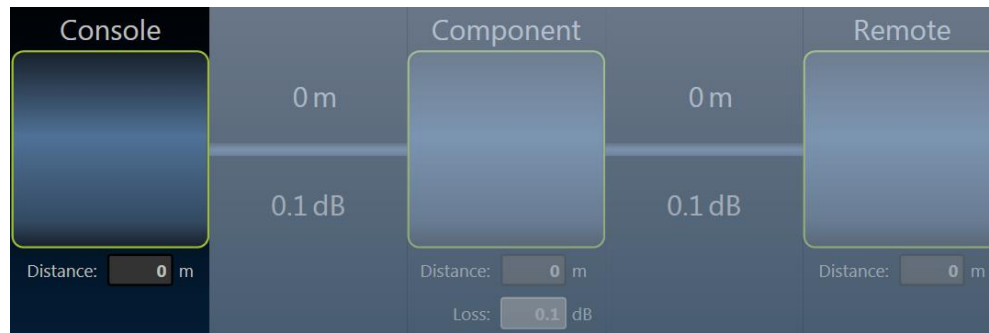 Console
Component
Remote
0 m
0 m
0.1 dB
0.1 dB
Distance: 0 m
Distance: 0 m
Distance: 0 m
Loss: 0.1 dB